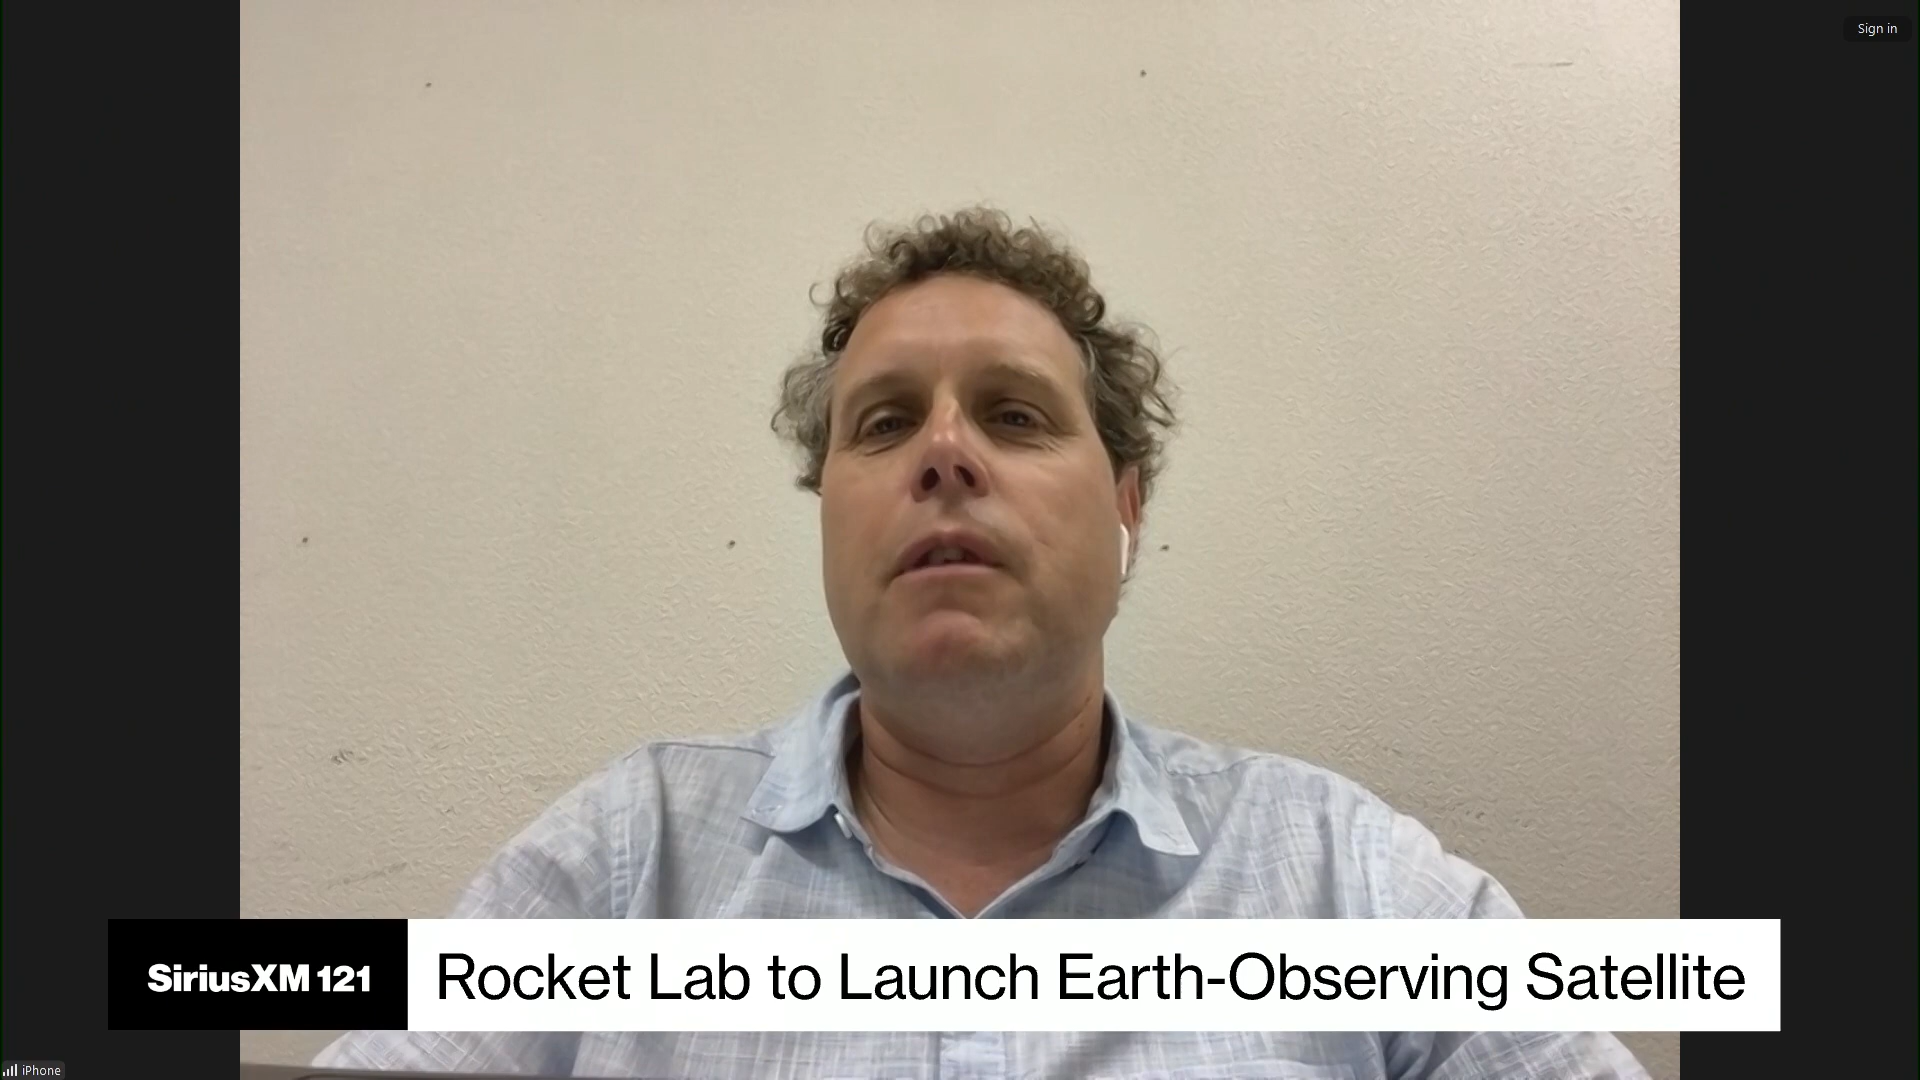 Sign in
SiriusXM 121
Rocket Lab to Launch Earth-Observing Satellite
iPhone